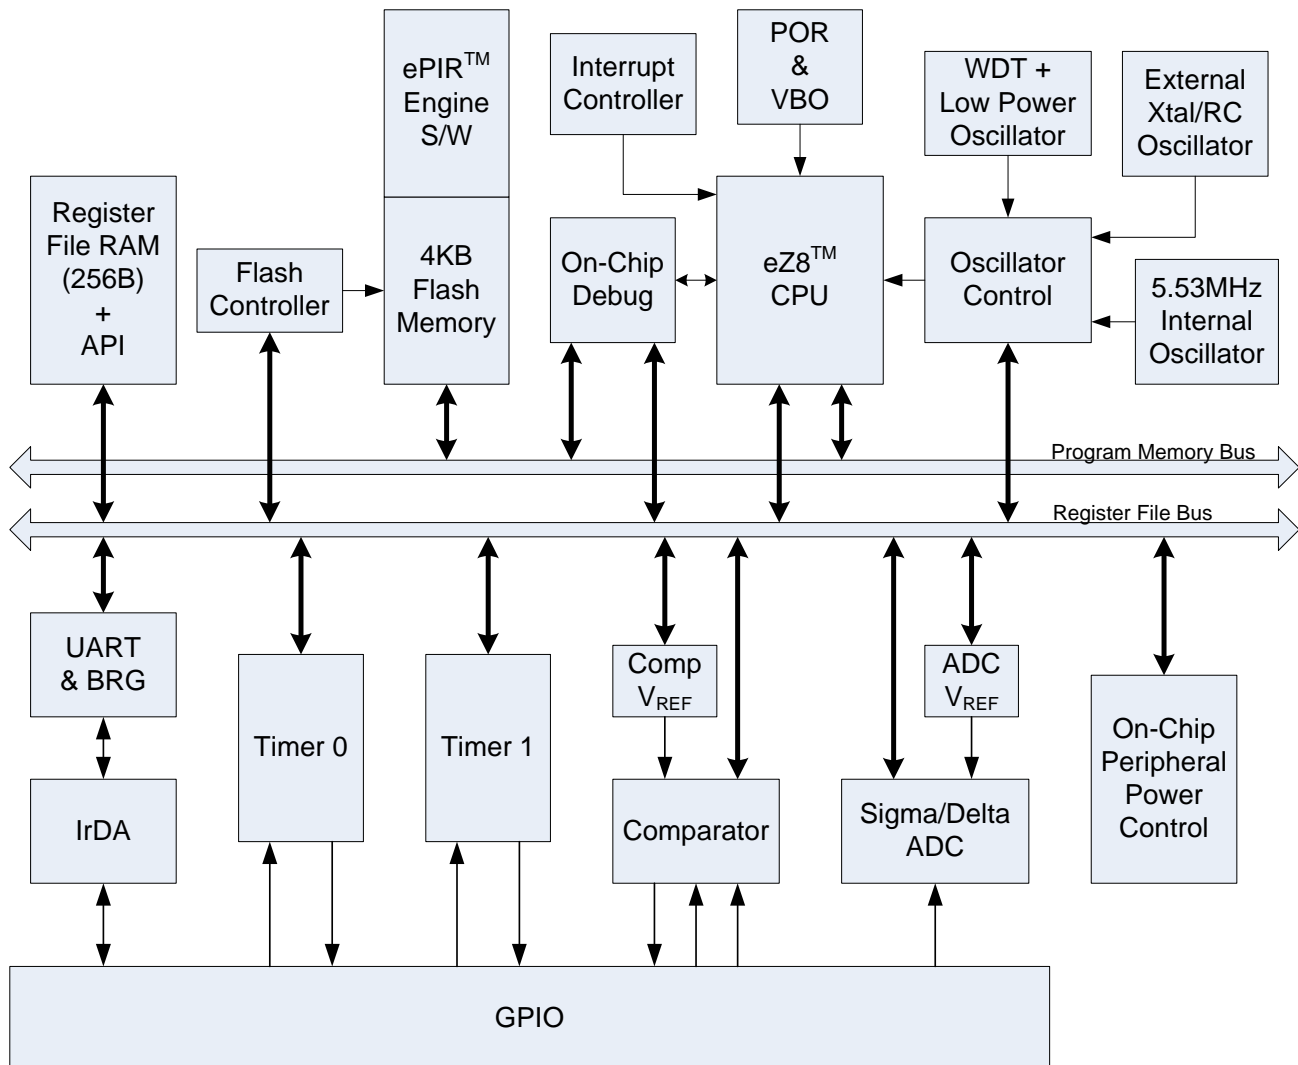 ePIR™
Engine
S/W
Interrupt
Controller
POR
&
VBO
WDT +
Low Power
Oscillator
External
Xtal/RC
Oscillator
Register
File RAM
(256B)
+
API
Flash
Controller
4KB
Flash
Memory
On-Chip
Debug
eZ8™
CPU
Oscillator
Control
5.53MHz
Internal
Oscillator
Program Memory Bus
Register File Bus
UART
& BRG
Timer 0
Timer 1
Comp
VREF
ADC
VREF
On-Chip
Peripheral
Power
Control
IrDA
Comparator
Sigma/Delta
ADC
GPIO